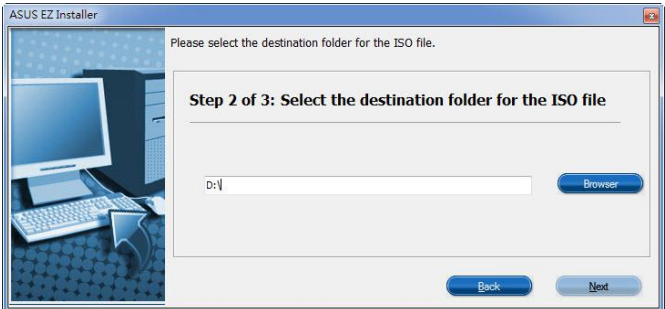 ASUS EZ Installer
Please select the destination folder for the ISO file.
Step 2 of 3: Select the destination folder for the ISO file
D:\
Browser
Back
Next